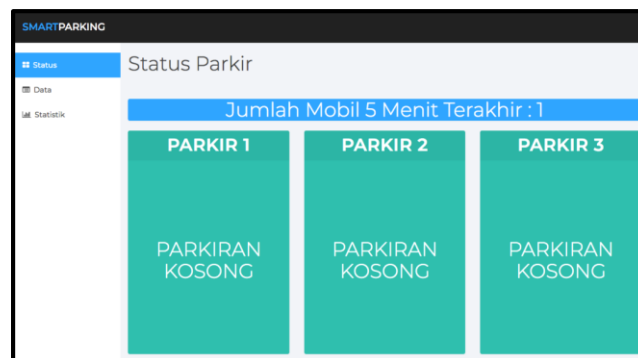 SMARTPARKING
Status
Data
Statistik
Status Parkir
Jumlah Mobil 5 Menit Terakhir : 1
PARKIR 1
PARKIR 2
PARKIR 3
PARKIRAN
KOSONG
PARKIRAN
KOSONG
PARKIRAN
KOSONG